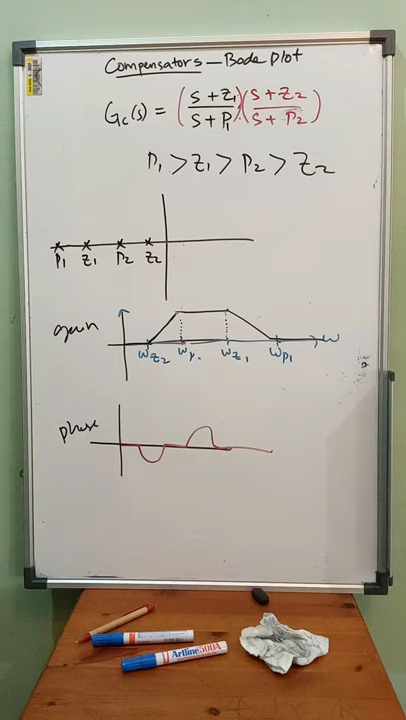 Compensators – Bode plot
Gc(s) = (s + Z1 / s + P1) (s + Z2 / s + P2)
P1 > Z1 > P2 > Z2
P1 Z1 P2 Z2
gain
ω
ωZ2 ωZ1 ωP1
phase
Artline 500A